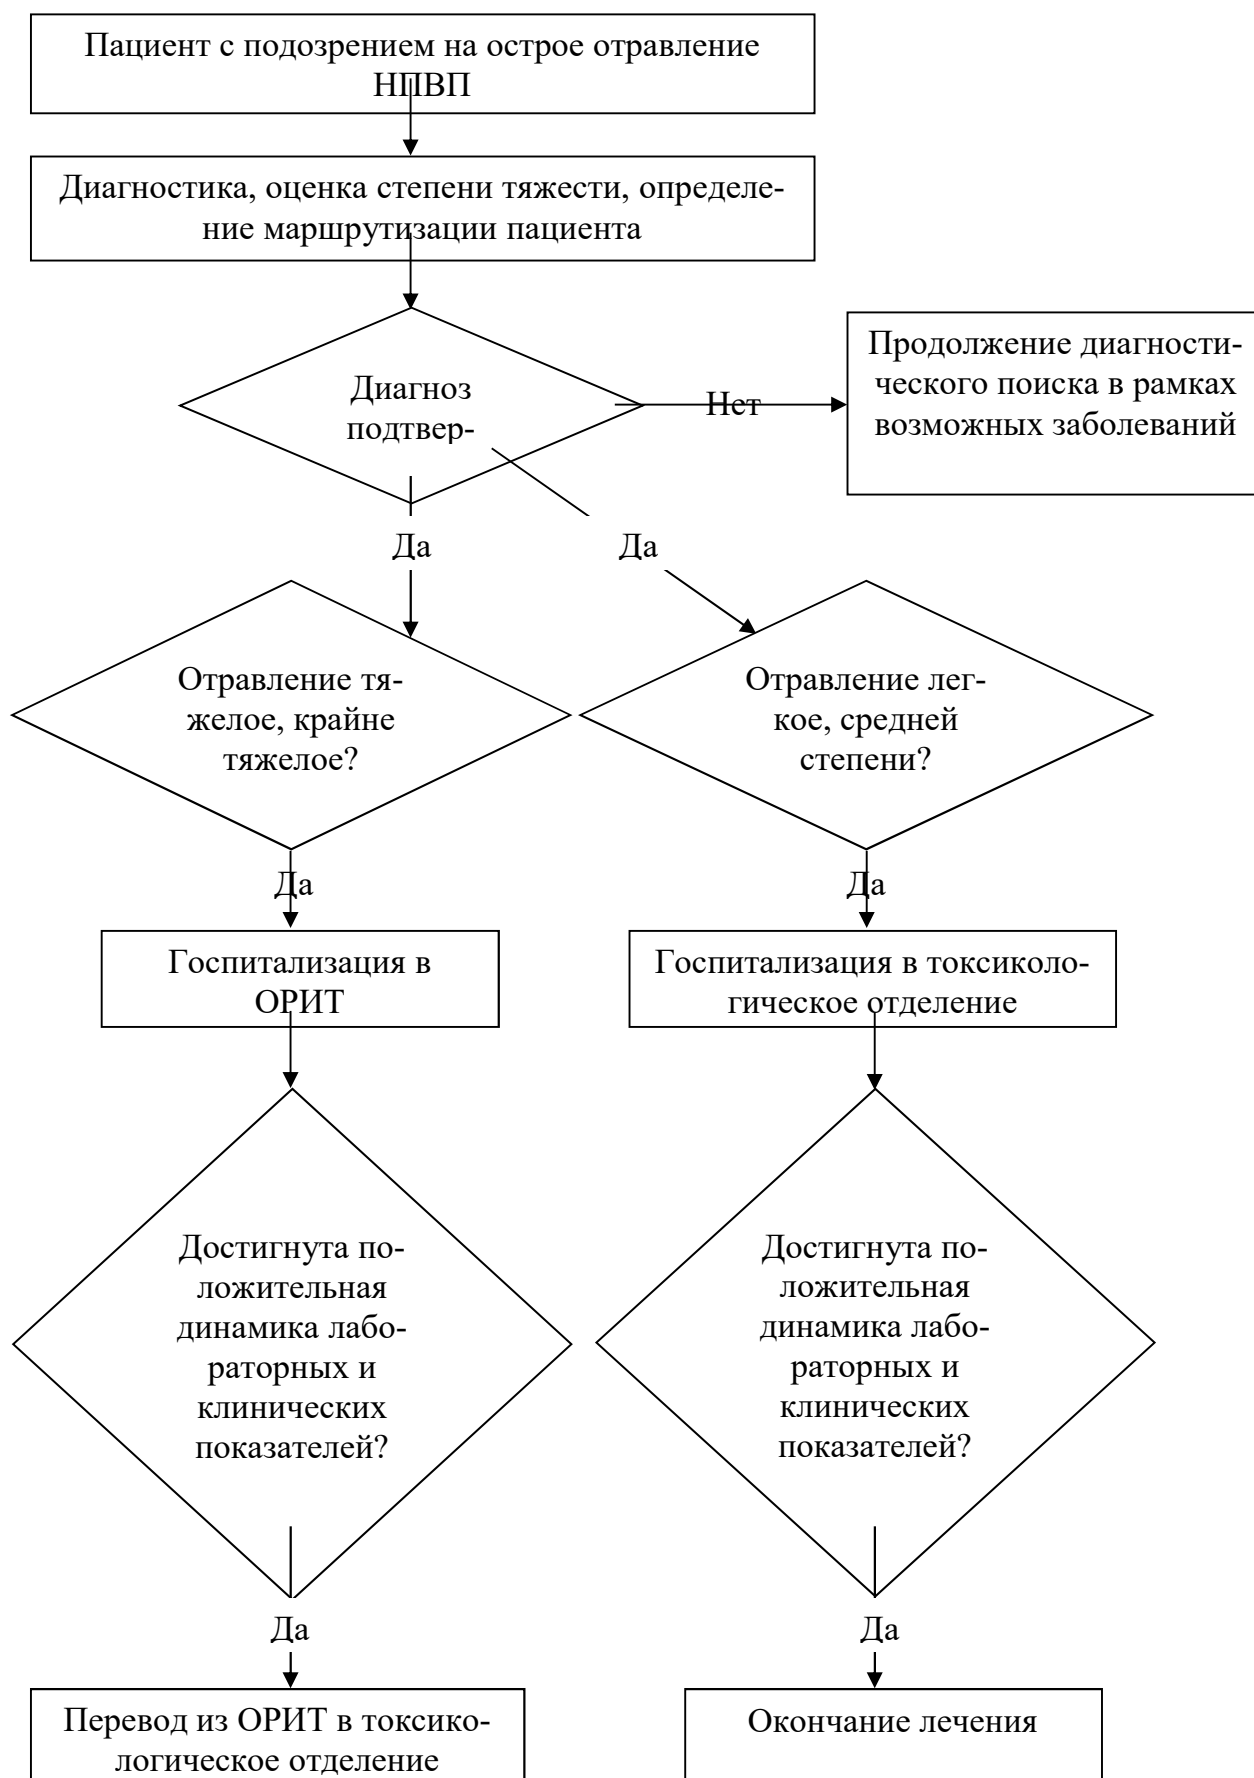 Пациент с подозрением на острое отравление
НПВП
Диагностика, оценка степени тяжести, определе-
ние маршрутизации пациента
Диагноз
подтвер-
Нет
Продолжение диагности-
ческого поиска в рамках
возможных заболеваний
Да
Да
Отравление тя-
желое, крайне
тяжелое?
Отравление лег-
кое, средней
степени?
Да
Да
Госпитализация в
ОРИТ
Госпитализация в токсиколо-
гическое отделение
Достигнута по-
ложительная
динамика лабо-
раторных и
клинических
показателей?
Достигнута по-
ложительная
динамика лабо-
раторных и
клинических
показателей?
Да
Да
Перевод из ОРИТ в токсико-
логическое отделение
Окончание лечения